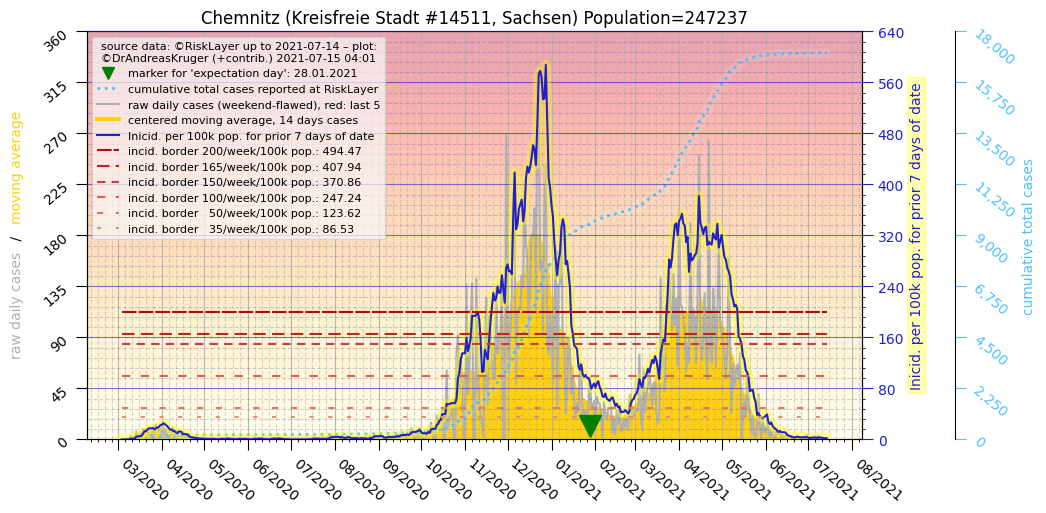 Chemnitz (Kreisfreie Stadt #14511, Sachsen) Population=247237
source data: ©RiskLayer up to 2021-07-14 – plot:
©DrAndreasKruger (+contrib.) 2021-07-15 04:01
marker for 'expectation day': 28.01.2021
cumulative total cases reported at RiskLayer
raw daily cases (weekend-flawed), red: last 5
centered moving average, 14 days cases
Inicid. per 100k pop. for prior 7 days of date
incid. border 200/week/100k pop.: 494.47
incid. border 165/week/100k pop.: 407.94
incid. border 150/week/100k pop.: 370.86
incid. border 100/week/100k pop.: 247.24
incid. border   50/week/100k pop.: 123.62
incid. border   35/week/100k pop.: 86.53
raw daily cases / moving average
360
315
270
225
180
135
90
45
0
03/2020
04/2020
05/2020
06/2020
07/2020
08/2020
09/2020
10/2020
11/2020
12/2020
01/2021
02/2021
03/2021
04/2021
05/2021
06/2021
07/2021
08/2021
640
560
480
400
320
240
160
80
0
Inicid. per 100k pop. for prior 7 days of date
18,000
15,750
13,500
11,250
9,000
6,750
4,500
2,250
0
cumulative total cases